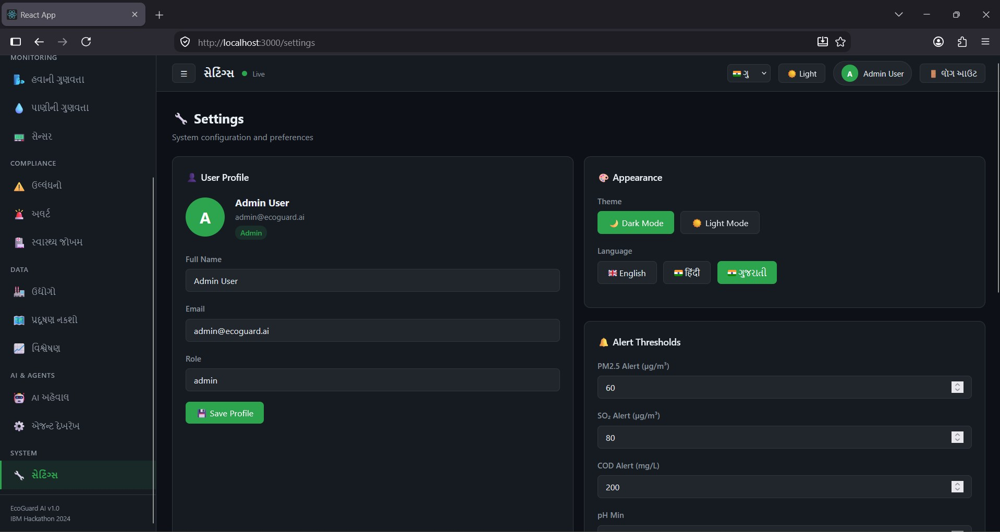 React App
http://localhost:3000/settings
MONITORING
હવાની ગુણવત્તા
પાણીની ગુણવત્તા
સેન્સર
COMPLIANCE
ઉલ્લંઘનો
અલર્ટ
સ્વાસ્થ્ય જોખમ
DATA
ઉદ્યોગો
પ્રદૂષણ નકશો
વિશ્લેષણ
AI & AGENTS
AI અહેવાલ
એજન્ટ દેખરેખ
SYSTEM
સેટિંગ્સ
EcoGuard AI v1.0
IBM Hackathon 2024
સેટિંગ્સ
Live
ગુ
Light
A
Admin User
લોગ આઉટ
Settings
System configuration and preferences
User Profile
A
Admin User
admin@ecoguard.ai
Admin
Full Name
Admin User
Email
admin@ecoguard.ai
Role
admin
Save Profile
Appearance
Theme
Dark Mode
Light Mode
Language
English
हिंदी
ગુજરાતી
Alert Thresholds
PM2.5 Alert (µg/m³)
60
SO₂ Alert (µg/m³)
80
COD Alert (mg/L)
200
pH Min